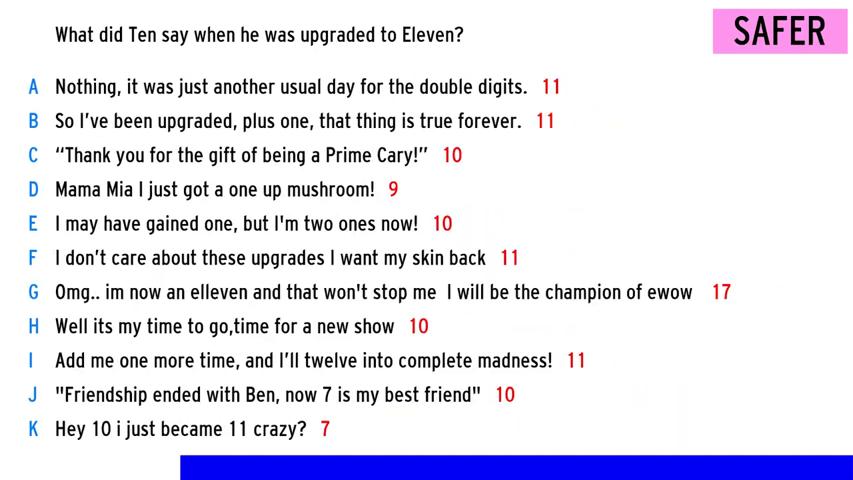 What did Ten say when he was upgraded to Eleven?
SAFER
A Nothing, it was just another usual day for the double digits. 11
B So I've been upgraded, plus one, that thing is true forever. 11
C “Thank you for the gift of being a Prime Cary!” 10
D Mama Mia I just got a one up mushroom! 9
E I may have gained one, but I'm two ones now! 10
F I don't care about these upgrades I want my skin back 11
G Omg.. im now an elleven and that won't stop me I will be the champion of ewow 17
H Well its my time to go,time for a new show 10
I Add me one more time, and I'll twelve into complete madness! 11
J "Friendship ended with Ben, now 7 is my best friend" 10
K Hey 10 i just became 11 crazy? 7